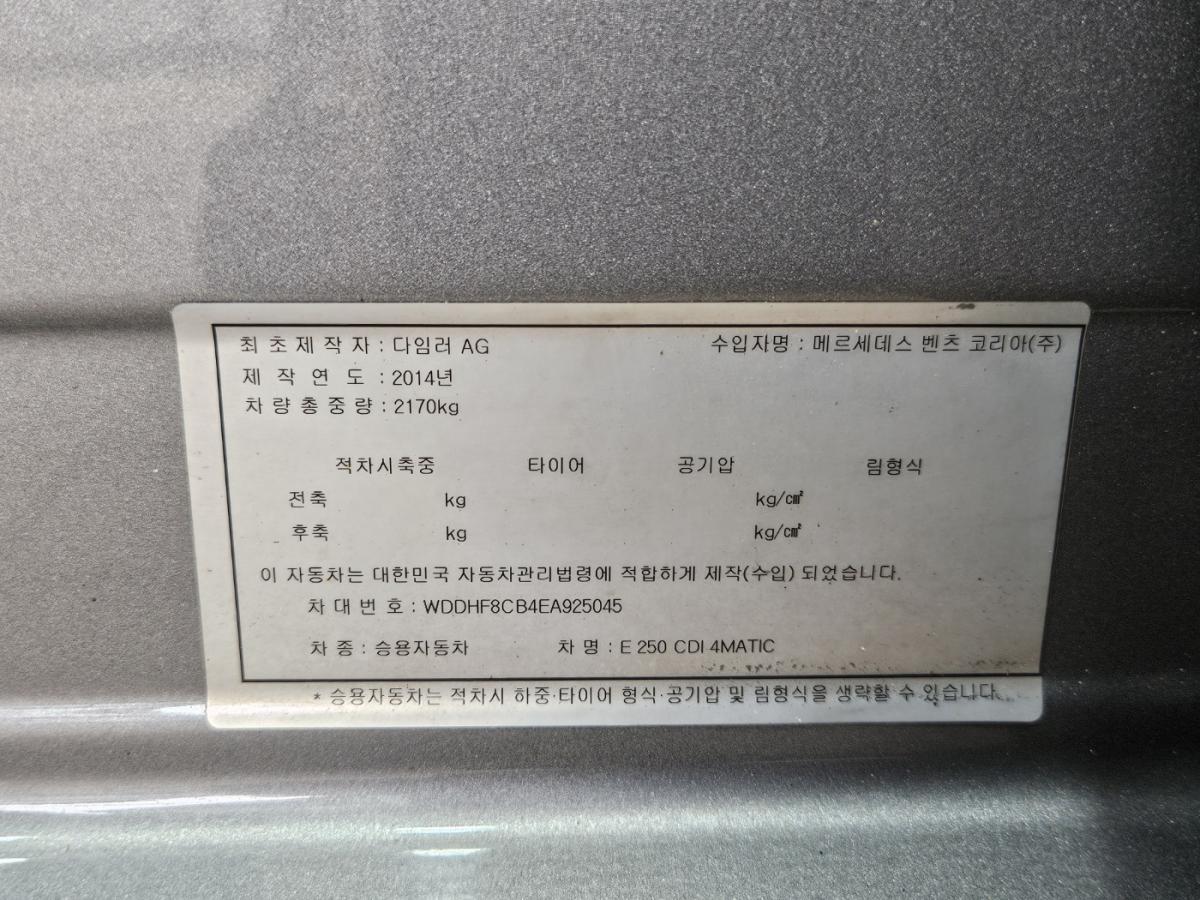 최 초 제 작 자 : 다임러 AG 수입자명 : 메르세데스 벤츠 코리아(주)
제 작 연 도 : 2014년
차 량 총 중 량 : 2170kg
적차시축중 타이어 공기압 림형식
전축 kg kg/㎠
후축 kg kg/㎠
이 자동차는 대한민국 자동차관리법령에 적합하게 제작(수입) 되었습니다.
차 대 번 호 : WDDHF8CB4EA925045
차 종 : 승용자동차 차 명 : E 250 CDI 4MATIC
* 승용자동차는 적차시 하중·타이어 형식·공기압 및 림형식을 생략할 수 있습니다.